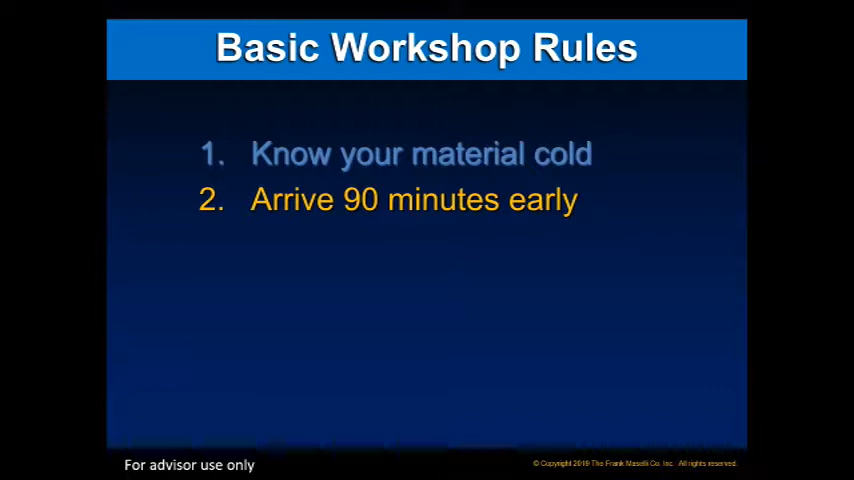 Basic Workshop Rules
1. Know your material cold
2. Arrive 90 minutes early
For advisor use only
© Copyright 2019 The Frank Maselli Co. Inc. All rights reserved.